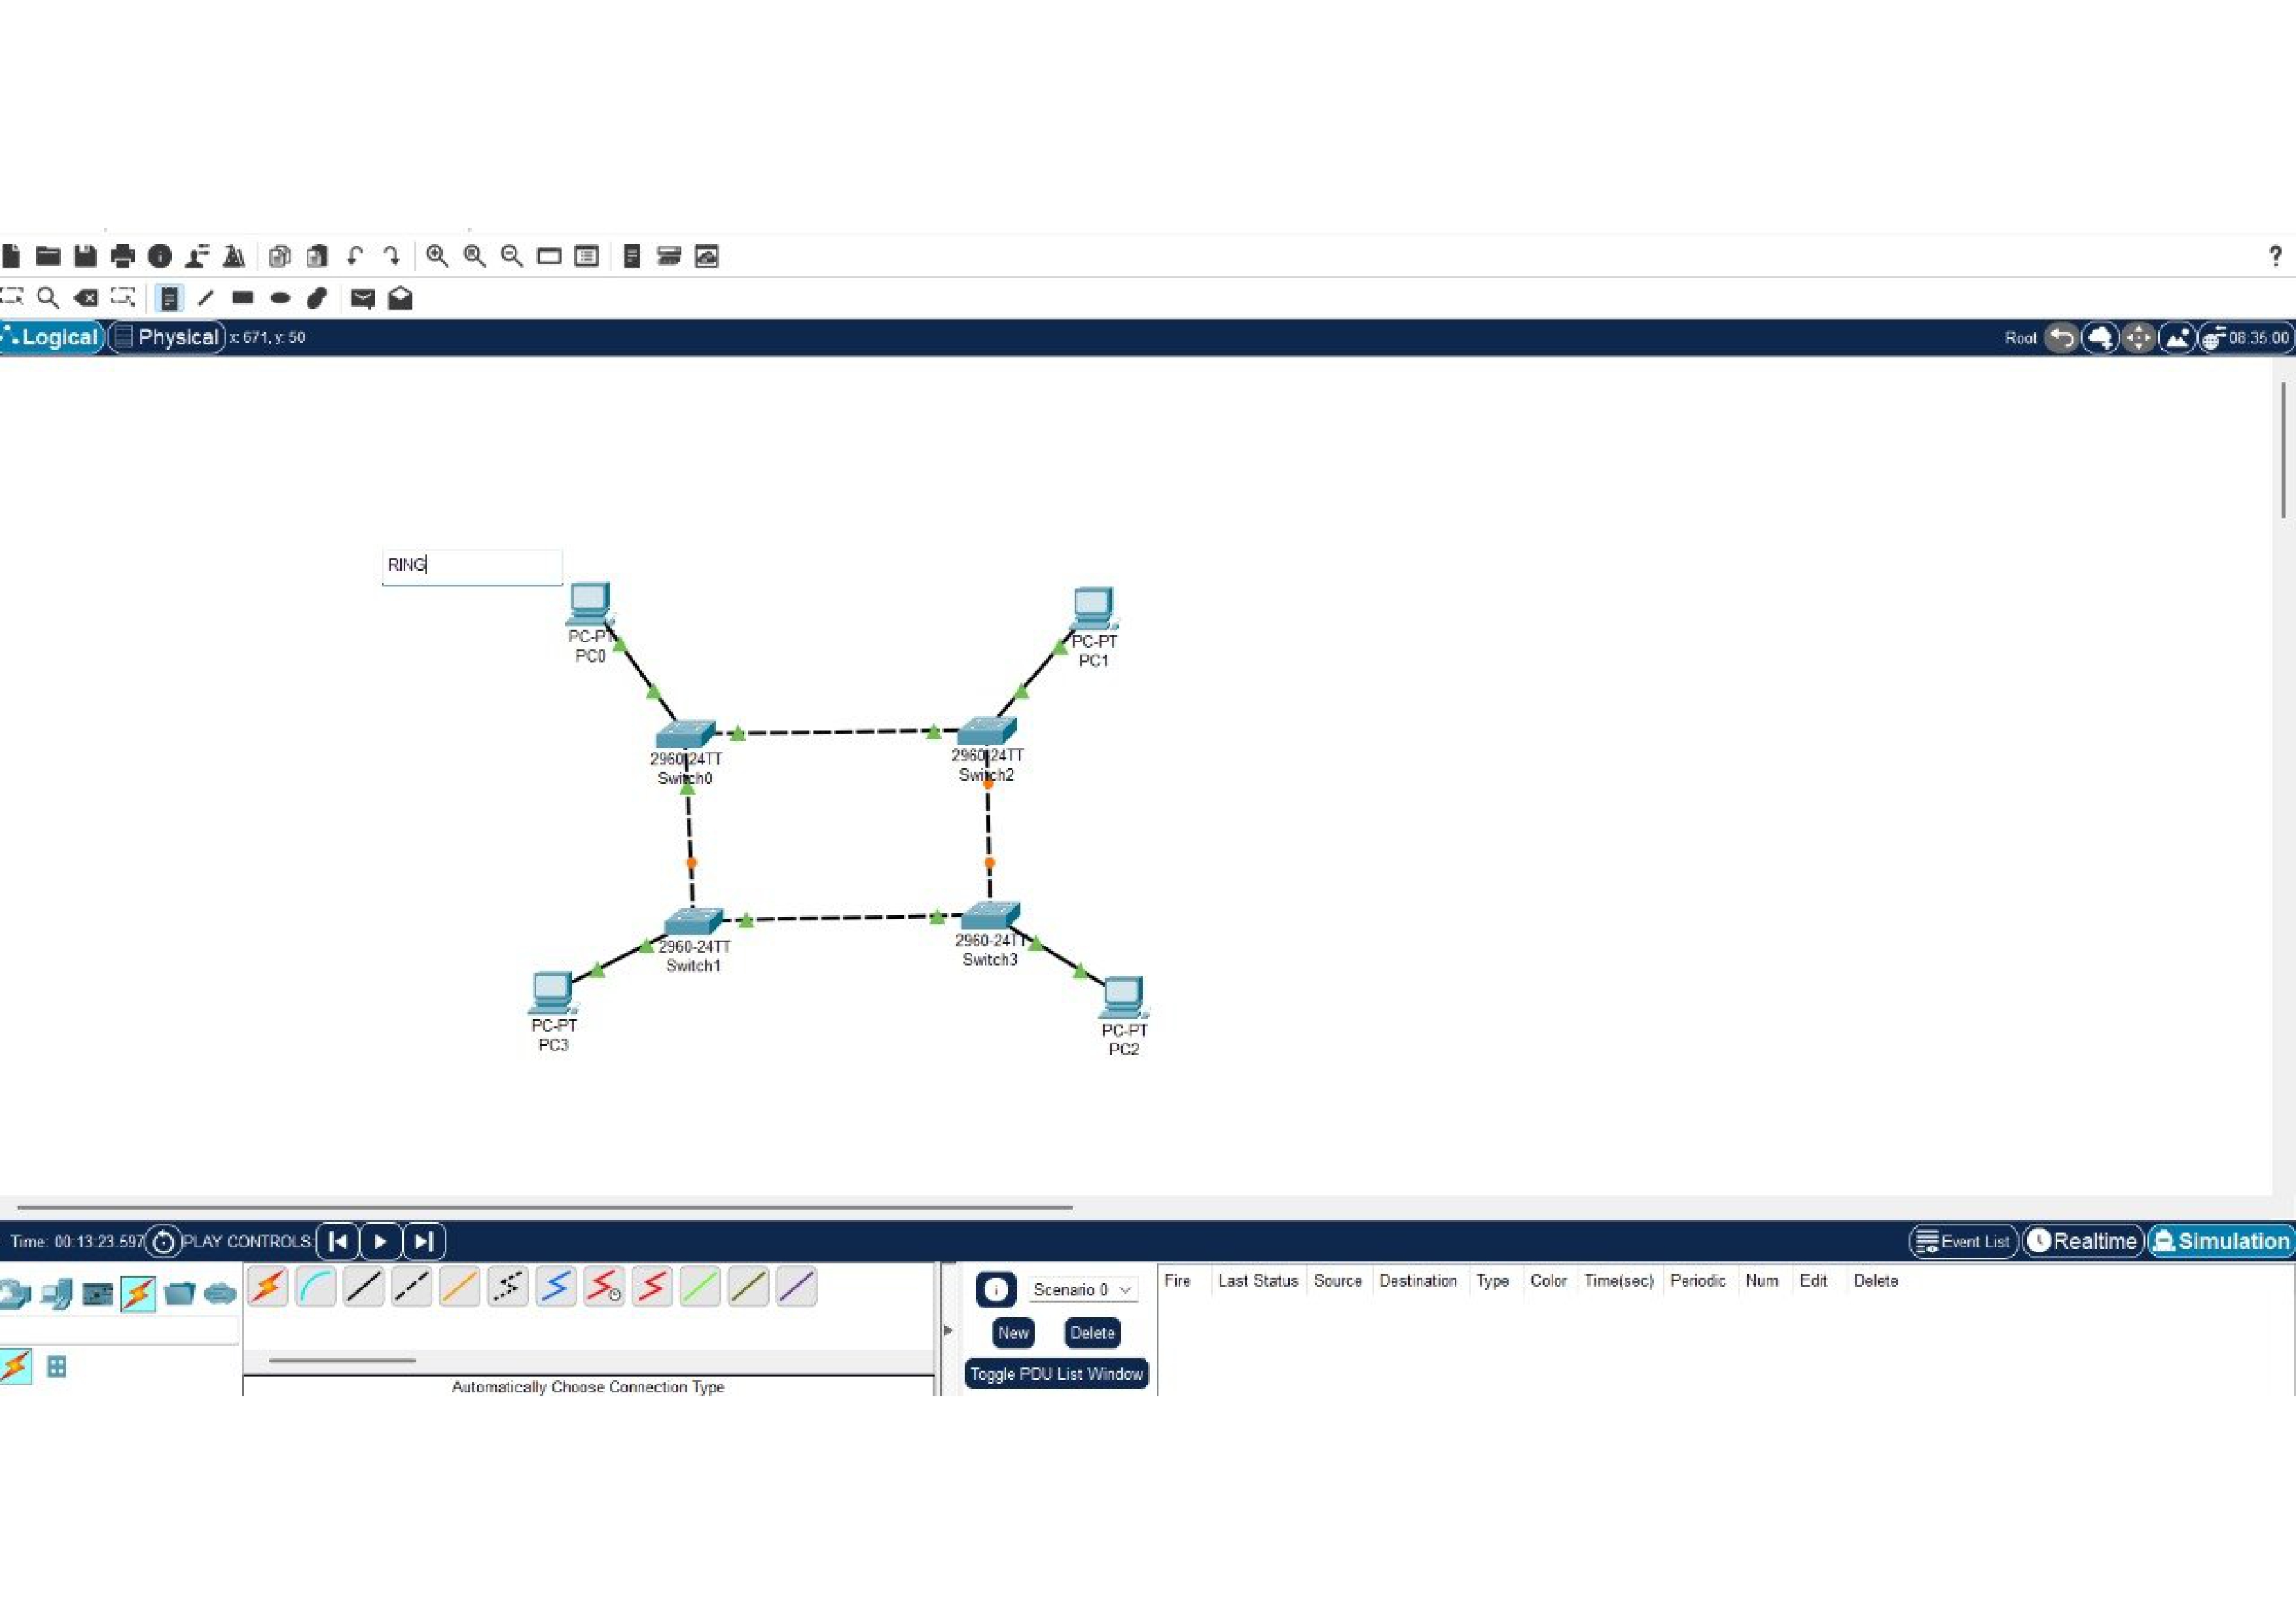 ?
Logical Physical x: 671, y: 50 Root 08:35:00
RING
PC-PT
PC0
PC-PT
PC1
2960-24TT
Switch0
2960-24TT
Switch2
2960-24TT
Switch1
2960-24TT
Switch3
PC-PT
PC3
PC-PT
PC2
Time: 00:13:23.597 PLAY CONTROLS: Event List Realtime Simulation
Scenario 0
New Delete
Toggle PDU List Window
Fire Last Status Source Destination Type Color Time(sec) Periodic Num Edit Delete
Automatically Choose Connection Type